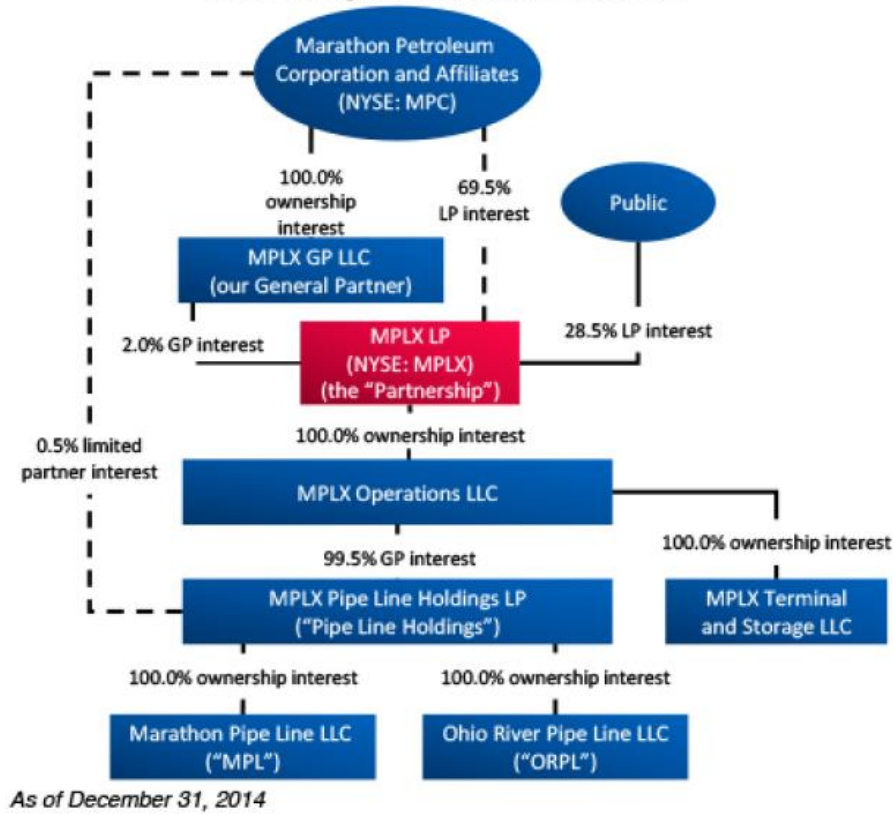 Marathon Petroleum
Corporation and Affiliates
(NYSE: MPC)
100.0%
ownership
interest
69.5%
LP interest
Public
MPLX GP LLC
(our General Partner)
2.0% GP interest
MPLX LP
(NYSE: MPLX)
(the “Partnership”)
28.5% LP interest
100.0% ownership interest
0.5% limited
partner interest
MPLX Operations LLC
99.5% GP interest
100.0% ownership interest
MPLX Pipe Line Holdings LP
(“Pipe Line Holdings”)
MPLX Terminal
and Storage LLC
100.0% ownership interest
100.0% ownership interest
Marathon Pipe Line LLC
(“MPL”)
Ohio River Pipe Line LLC
(“ORPL”)
As of December 31, 2014